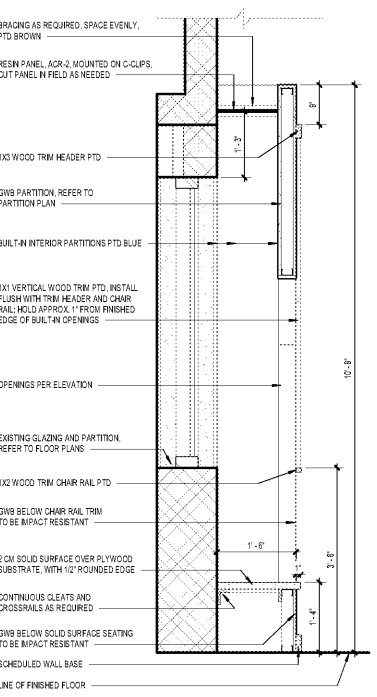 BRACING AS REQUIRED, SPACE EVENLY,
PTD BROWN
RESIN PANEL, ACR-2, MOUNTED ON C-CLIPS,
CUT PANEL IN FIELD AS NEEDED
9"
1' - 3"
1X3 WOOD TRIM HEADER PTD
GWB PARTITION, REFER TO
PARTITION PLAN
BUILT-IN INTERIOR PARTITIONS PTD BLUE
1X1 VERTICAL WOOD TRIM PTD, INSTALL
FLUSH WITH TRIM HEADER AND CHAIR
RAIL; HOLD APPROX. 1" FROM FINISHED
EDGE OF BUILT-IN OPENINGS
10' - 9"
OPENINGS PER ELEVATION
EXISTING GLAZING AND PARTITION,
REFER TO FLOOR PLANS
1X2 WOOD TRIM CHAIR RAIL PTD
GWB BELOW CHAIR RAIL TRIM
TO BE IMPACT RESISTANT
1' - 6"
3' - 6"
2 CM SOLID SURFACE OVER PLYWOOD
SUBSTRATE, WITH 1/2" ROUNDED EDGE
1"
CONTINUOUS CLEATS AND
CROSSRAILS AS REQUIRED
1' - 4"
GWB BELOW SOLID SURFACE SEATING
TO BE IMPACT RESISTANT
SCHEDULED WALL BASE
LINE OF FINISHED FLOOR